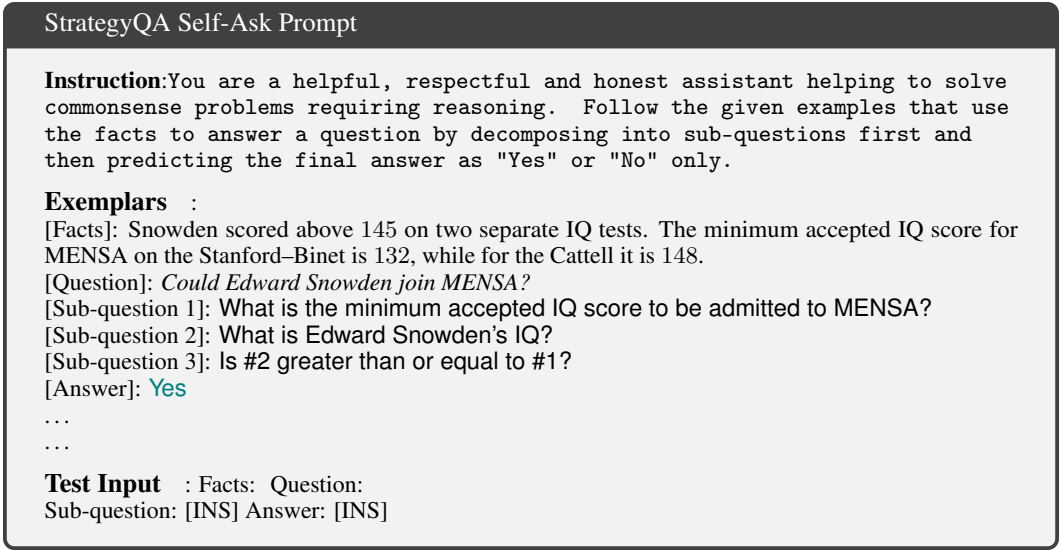 StrategyQA Self-Ask Prompt
Instruction:You are a helpful, respectful and honest assistant helping to solve
commonsense problems requiring reasoning. Follow the given examples that use
the facts to answer a question by decomposing into sub-questions first and
then predicting the final answer as "Yes" or "No" only.
Exemplars :
[Facts]: Snowden scored above 145 on two separate IQ tests. The minimum accepted IQ score for
MENSA on the Stanford–Binet is 132, while for the Cattell it is 148.
[Question]: Could Edward Snowden join MENSA?
[Sub-question 1]: What is the minimum accepted IQ score to be admitted to MENSA?
[Sub-question 2]: What is Edward Snowden's IQ?
[Sub-question 3]: Is #2 greater than or equal to #1?
[Answer]: Yes
. . .
. . .
Test Input : Facts: Question:
Sub-question: [INS] Answer: [INS]